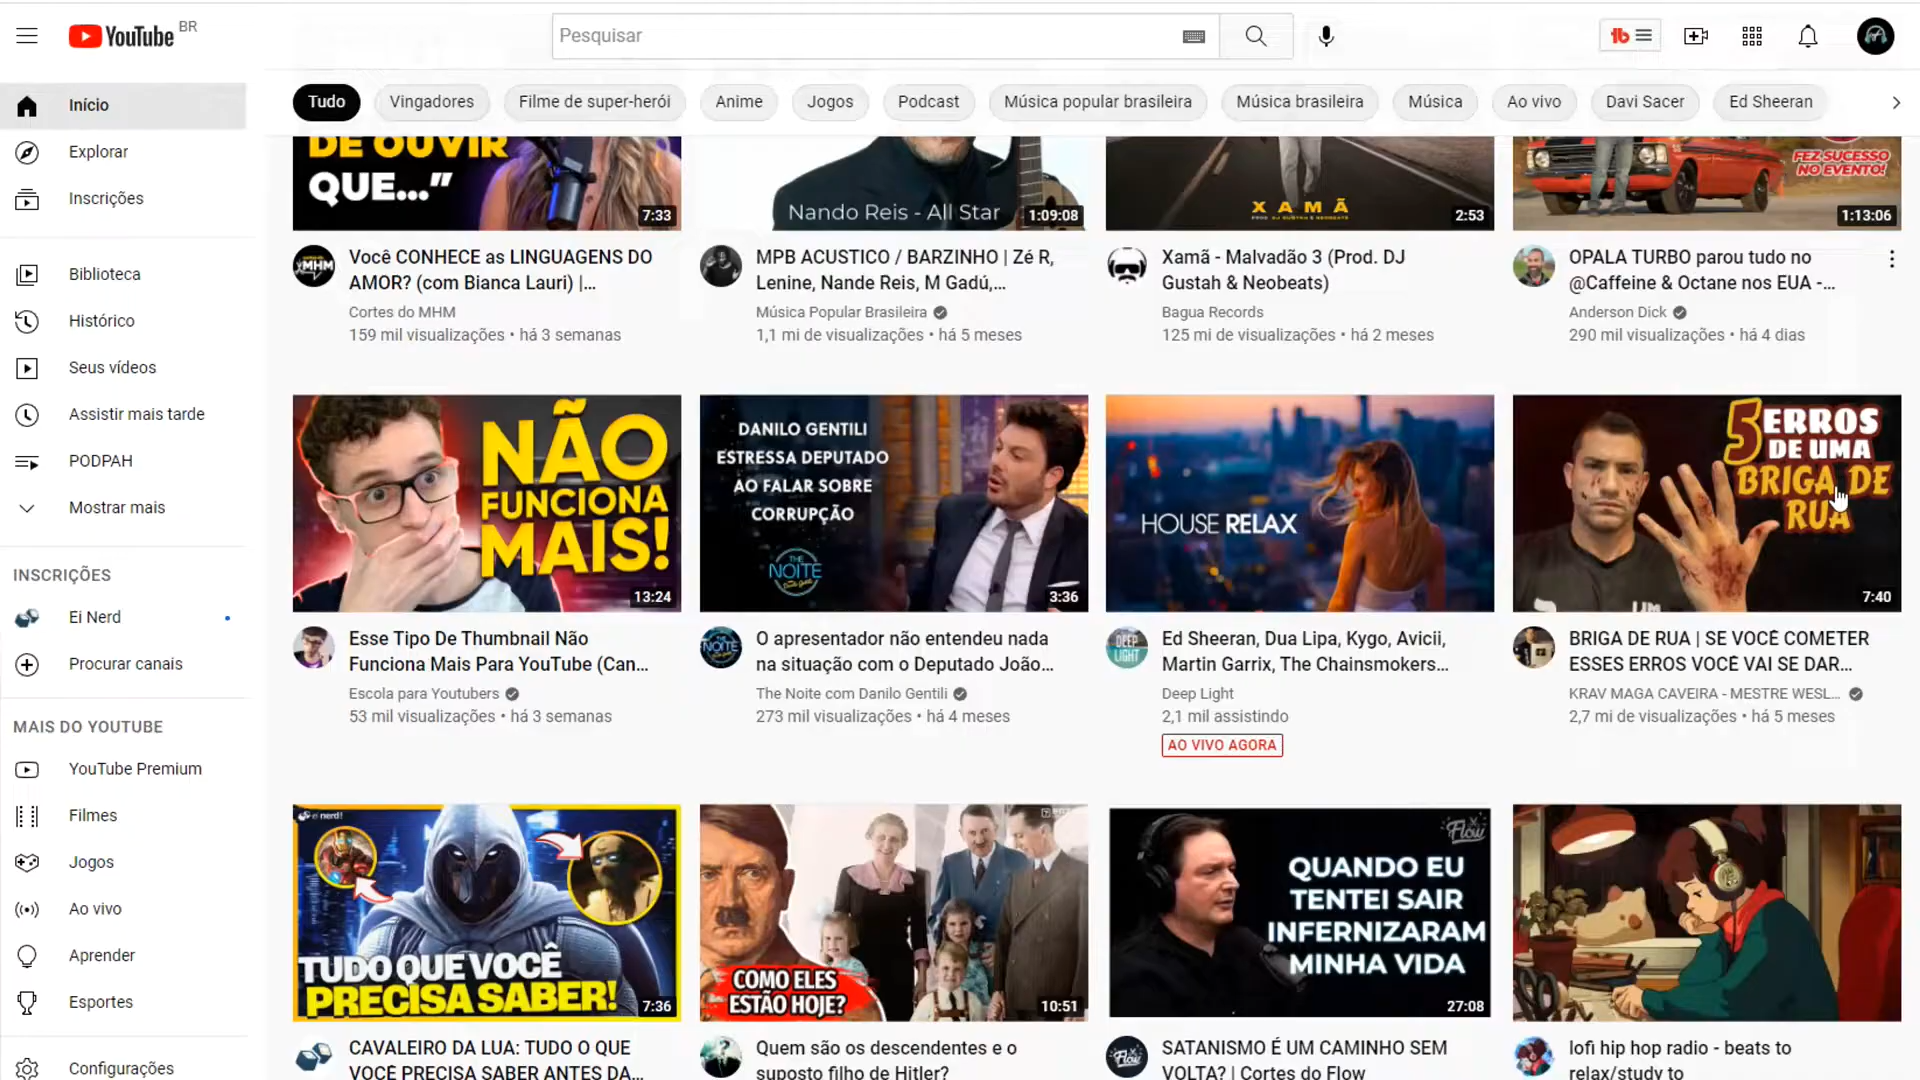 YouTube BR
Pesquisar
Início
Explorar
Inscrições
Biblioteca
Histórico
Seus vídeos
Assistir mais tarde
PODPAH
Mostrar mais
INSCRIÇÕES
Ei Nerd
Procurar canais
MAIS DO YOUTUBE
YouTube Premium
Filmes
Jogos
Ao vivo
Aprender
Esportes
Configurações
Tudo
Vingadores
Filme de super-herói
Anime
Jogos
Podcast
Música popular brasileira
Música brasileira
Música
Ao vivo
Davi Sacer
Ed Sheeran
DE OUVIR
QUE..."
7:33
MHM
Você CONHECE as LINGUAGENS DO
AMOR? (com Bianca Lauri) |...
Cortes do MHM
159 mil visualizações • há 3 semanas
Nando Reis - All Star
1:09:08
MPB ACUSTICO / BARZINHO | Zé R,
Lenine, Nande Reis, M Gadú,...
Música Popular Brasileira
1,1 mi de visualizações • há 5 meses
XAMÃ
2:53
Xamã - Malvadão 3 (Prod. DJ
Gustah & Neobeats)
Bagua Records
125 mi de visualizações • há 2 meses
FEZ SUCESSO
NO EVENTO!
1:13:06
OPALA TURBO parou tudo no
@Caffeine & Octane nos EUA -...
Anderson Dick
290 mil visualizações • há 4 dias
NÃO
FUNCIONA
MAIS!
13:24
Esse Tipo De Thumbnail Não
Funciona Mais Para YouTube (Can...
Escola para Youtubers
53 mil visualizações • há 3 semanas
DANILO GENTILI
ESTRESSA DEPUTADO
AO FALAR SOBRE
CORRUPÇÃO
THE
NOITE
3:36
NOITE
O apresentador não entendeu nada
na situação com o Deputado João...
The Noite com Danilo Gentili
273 mil visualizações • há 4 meses
HOUSE RELAX
DEEP
LIGHT
Ed Sheeran, Dua Lipa, Kygo, Avicii,
Martin Garrix, The Chainsmokers...
Deep Light
2,1 mil assistindo
AO VIVO AGORA
5 ERROS
DE UMA
BRIGA DE
RUA
7:40
BRIGA DE RUA | SE VOCÊ COMETER
ESSES ERROS VOCÊ VAI SE DAR...
KRAV MAGA CAVEIRA - MESTRE WESL...
2,7 mi de visualizações • há 5 meses
ei nerd!
TUDO QUE VOCÊ
PRECISA SABER!
7:36
CAVALEIRO DA LUA: TUDO O QUE
VOCÊ PRECISA SABER ANTES DA...
COMO ELES
ESTÃO HOJE?
10:51
Quem são os descendentes e o
suposto filho de Hitler?
Flow
QUANDO EU
TENTEI SAIR
INFERNIZARAM
MINHA VIDA
27:08
Flow
SATANISMO É UM CAMINHO SEM
VOLTA? | Cortes do Flow
lofi hip hop radio - beats to
relax/study to